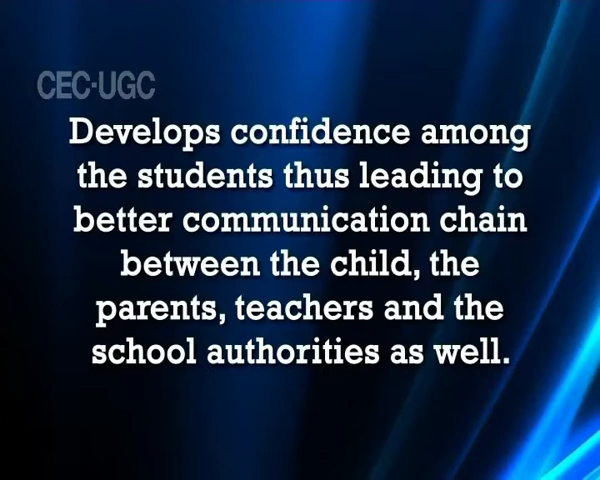 CEC-UGC
Develops confidence among
the students thus leading to
better communication chain
between the child, the
parents, teachers and the
school authorities as well.